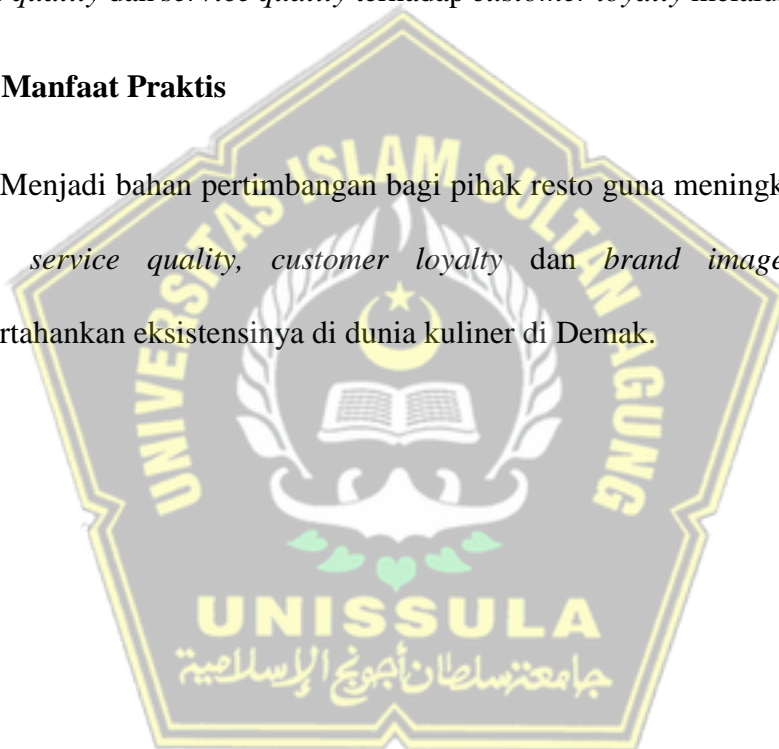 quality dan service quality terhadap customer loyalty
Manfaat Praktis
Menjadi bahan pertimbangan bagi pihak resto guna meningk
service quality, customer loyalty dan brand image
rtahankan eksistensinya di dunia kuliner di Demak.
UNIVERSITAS ISLAM SULTAN AGUNG
UNISSULA
جامعة سلطان أجونج الإسلامية